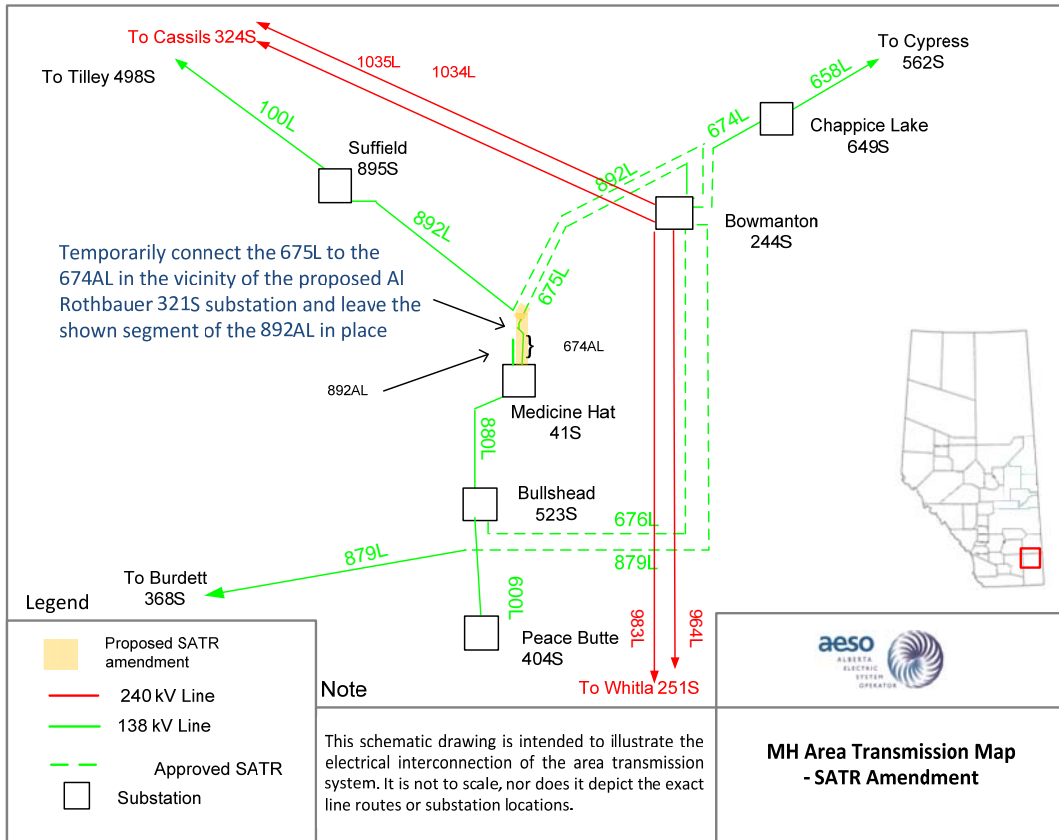 To Cassils 324S
To Tilley 498S
1035L
1034L
To Cypress
562S
658L
674L
Chappice Lake
649S
100L
Suffield
895S
892L
892L
Bowmanton
244S
Temporarily connect the 675L to the
674AL in the vicinity of the proposed Al
Rothbauer 321S substation and leave the
shown segment of the 892AL in place
675L
674AL
892AL
Medicine Hat
41S
880L
Bullshead
523S
676L
879L
879L
To Burdett
368S
600L
Peace Butte
404S
983L
964L
To Whitla 251S
Legend
Proposed SATR
amendment
240 kV Line
138 kV Line
Approved SATR
Substation
Note
This schematic drawing is intended to illustrate the
electrical interconnection of the area transmission
system. It is not to scale, nor does it depict the exact
line routes or substation locations.
aeso
ALBERTA
ELECTRIC
SYSTEM
OPERATOR
MH Area Transmission Map
- SATR Amendment